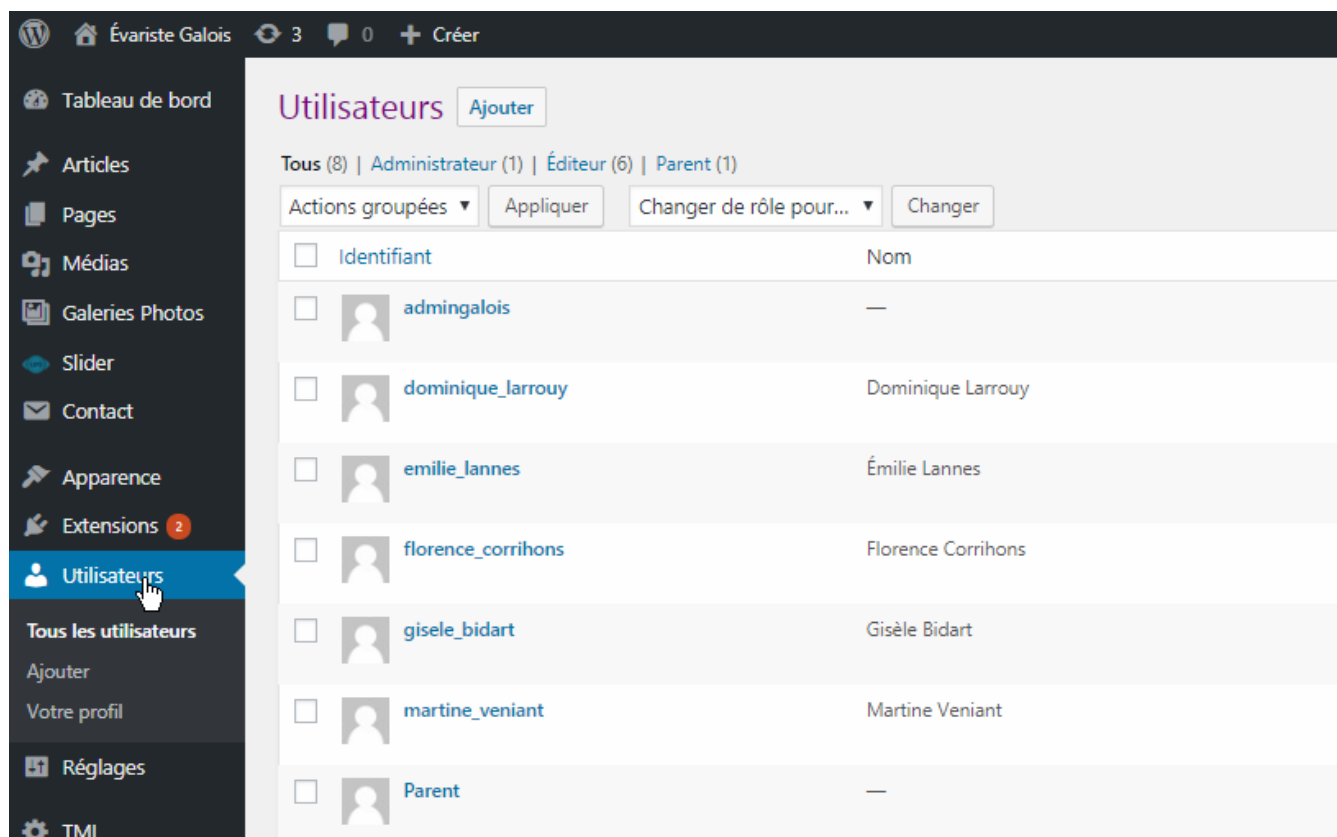 Évariste Galois 3 0 + Créer
Tableau de bord
Articles
Pages
Médias
Galeries Photos
Slider
Contact
Apparence
Extensions 2
Utilisateurs
Tous les utilisateurs
Ajouter
Votre profil
Réglages
TML
Utilisateurs Ajouter
Tous (8) | Administrateur (1) | Éditeur (6) | Parent (1)
Actions groupées Appliquer Changer de rôle pour... Changer
Identifiant Nom
admingalois —
dominique_larrouy Dominique Larrouy
emilie_lannes Émilie Lannes
florence_corrihons Florence Corrihons
gisele_bidart Gisèle Bidart
martine_veniant Martine Veniant
Parent —